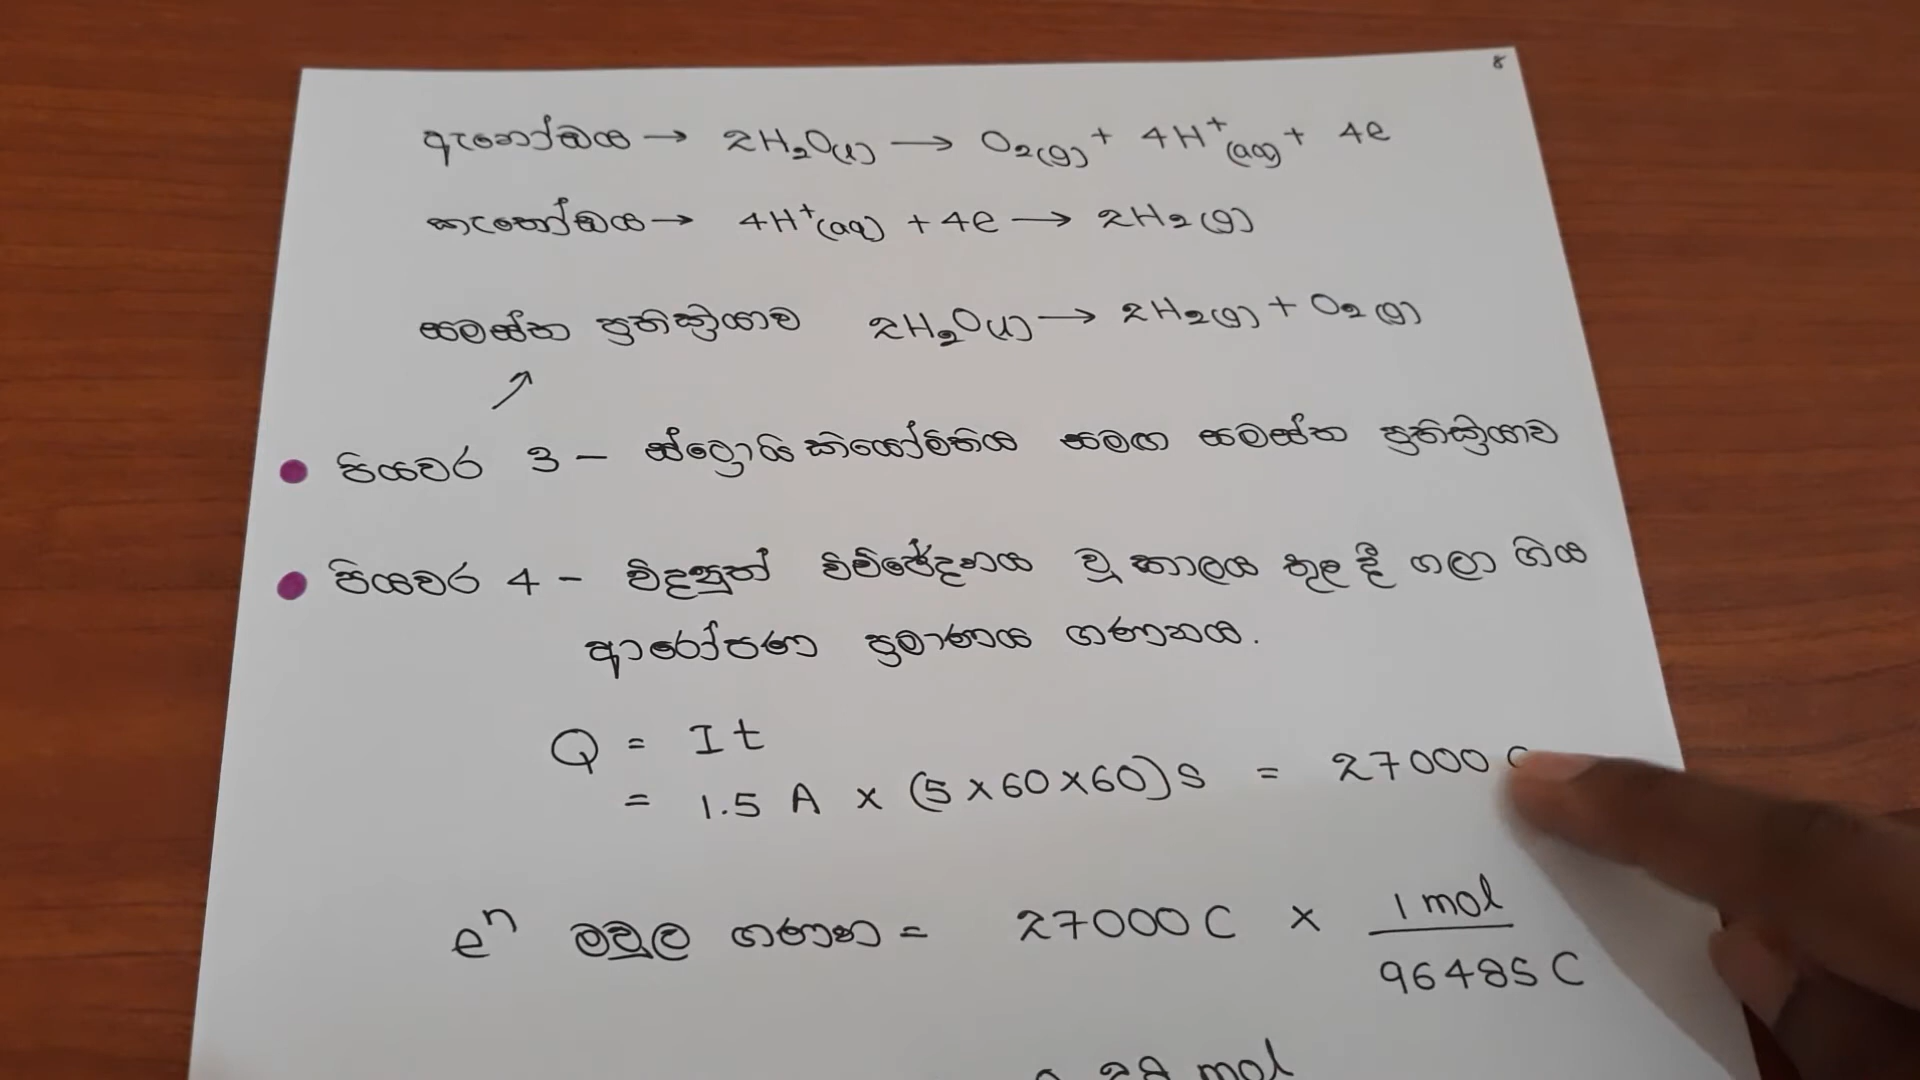 8
ඇනෝඩය → 2H₂O(l) → O₂(g) + 4H⁺(aq) + 4e
කැතෝඩය → 4H⁺(aq) + 4e → 2H₂(g)
සමස්ත ප්‍රතික්‍රියාව 2H₂O(l) → 2H₂(g) + O₂(g)
↗
• පියවර 3 - ස්ටොයිකියෝමිතිය සමඟ සමස්ත ප්‍රතික්‍රියාව
• පියවර 4 - විද්‍යුත් විච්ඡේදනය වූ කාලය තුළ දී ගලා ගිය
ආරෝපණ ප්‍රමාණය ගණනය.
Q = It
= 1.5 A × (5×60×60)s = 27000 C
eⁿ මවුල ගණන = 27000 C × 1 mol / 96485 C
mol